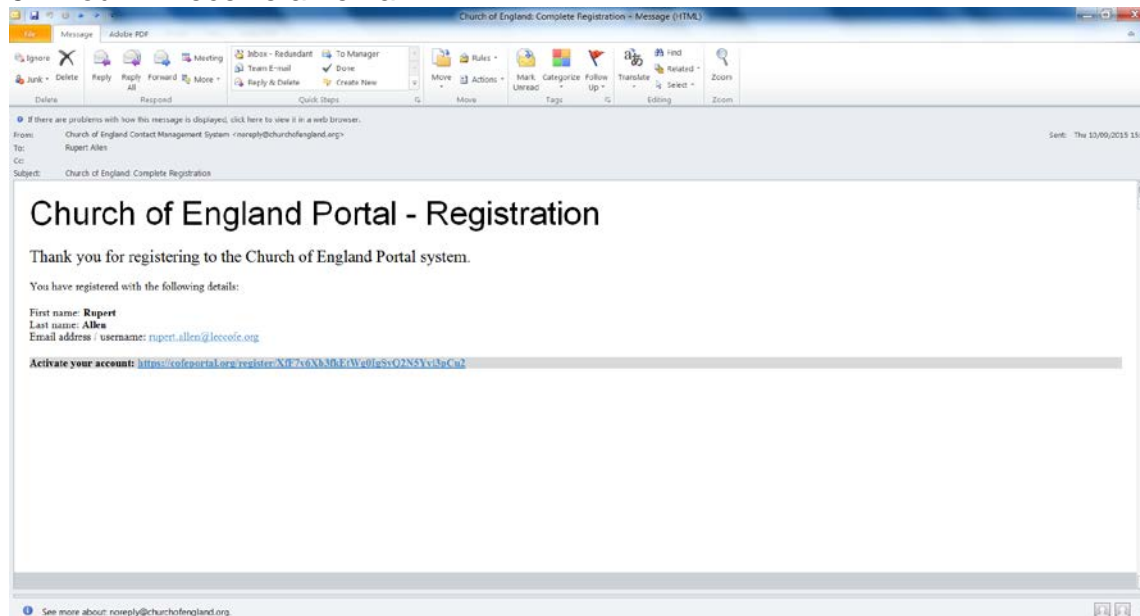 Church of England: Complete Registration - Message (HTML)
File Message Adobe PDF
Ignore Delete Reply Reply All Forward Meeting Inbox - Redundant To Manager Move Rules Mark Unread Categorize Follow Up Translate Find Zoom
Junk More Team E-mail Done Actions Related
Reply & Delete Create New Select
Delete Respond Quick Steps Move Tags Editing Zoom
If there are problems with how this message is displayed, click here to view it in a web browser.
From: Church of England Contact Management System <noreply@churchofengland.org> Sent: Thu 10/09/2015 15
To: Rupert Allen
Cc:
Subject: Church of England: Complete Registration
Church of England Portal - Registration
Thank you for registering to the Church of England Portal system.
You have registered with the following details:
First name: Rupert
Last name: Allen
Email address / username: rupert.allen@leccofe.org
Activate your account:
See more about: noreply@churchofengland.org.